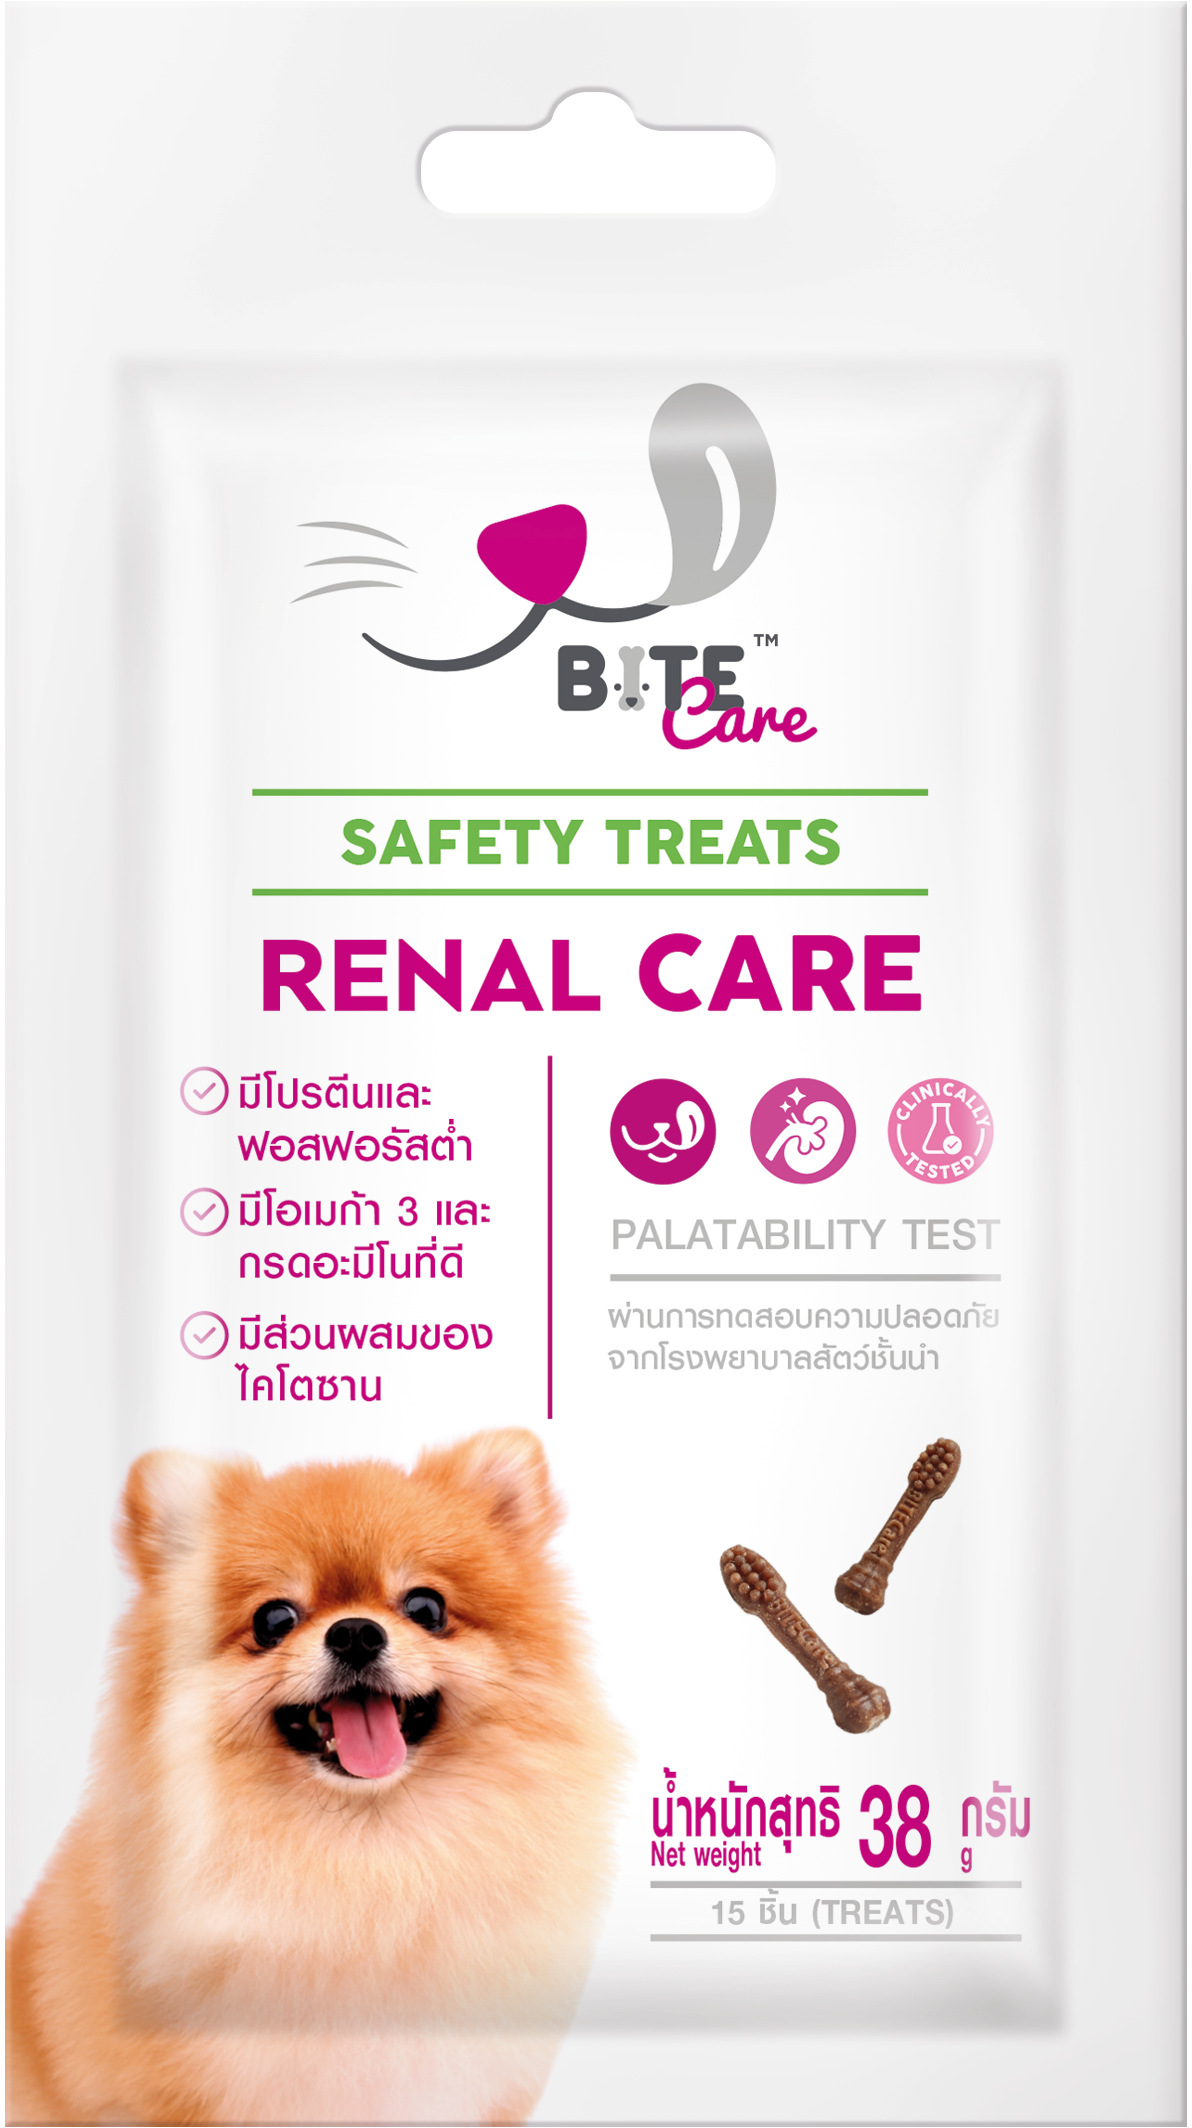 BITE™
Care
SAFETY TREATS
RENAL CARE
มีโปรตีนและ
ฟอสฟอรัสต่ำ
มีโอเมก้า 3 และ
กรดอะมีโนที่ดี
มีส่วนผสมของ
ไคโตซาน
CLINICALLY
TESTED
PALATABILITY TEST
ผ่านการทดสอบความปลอดภัย
จากโรงพยาบาลสัตว์ชั้นนำ
BITECare
BITECare
น้ำหนักสุทธิ 38 กรัม
Net weight g
15 ชิ้น (TREATS)